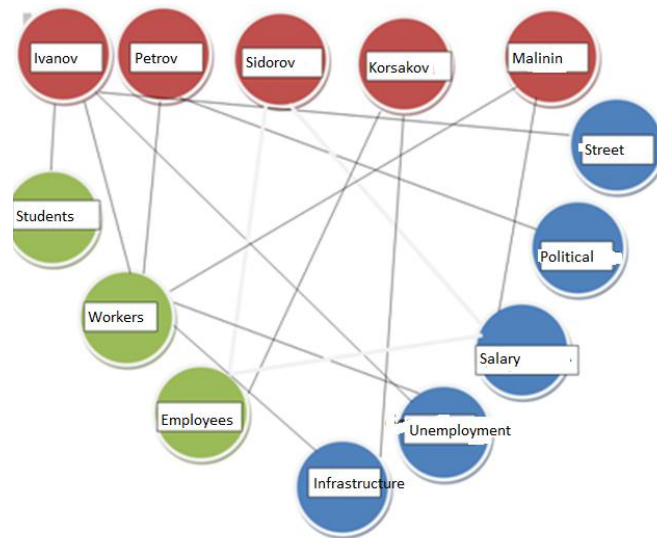 Ivanov
Petrov
Sidorov
Korsakov
Malinin
Street
Students
Political
Workers
Salary
Employees
Unemployment
Infrastructure